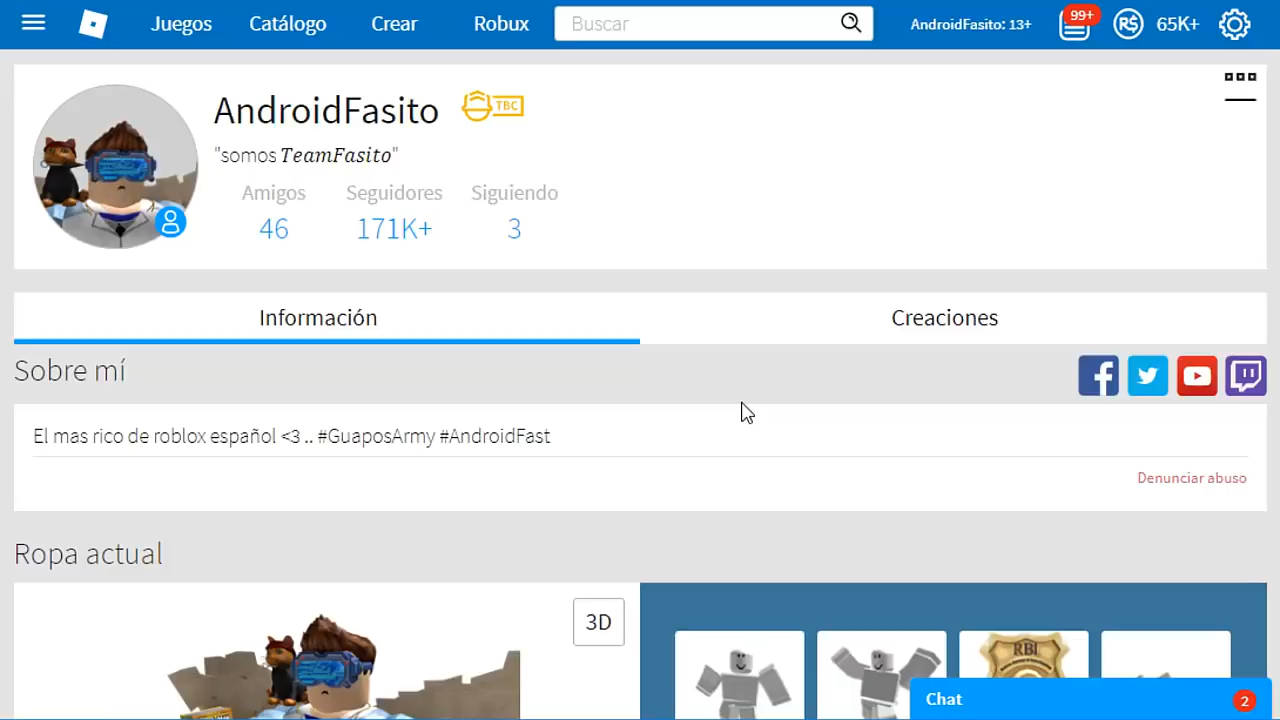 Juegos Catálogo Crear Robux Buscar AndroidFasito: 13+ 99+ R$ 65K+
AndroidFasito TBC
"somos TeamFasito"
Amigos Seguidores Siguiendo
46 171K+ 3
Información Creaciones
Sobre mí
El mas rico de roblox español <3 .. #GuaposArmy #AndroidFast
Denunciar abuso
Ropa actual
3D
RBI
Chat 2